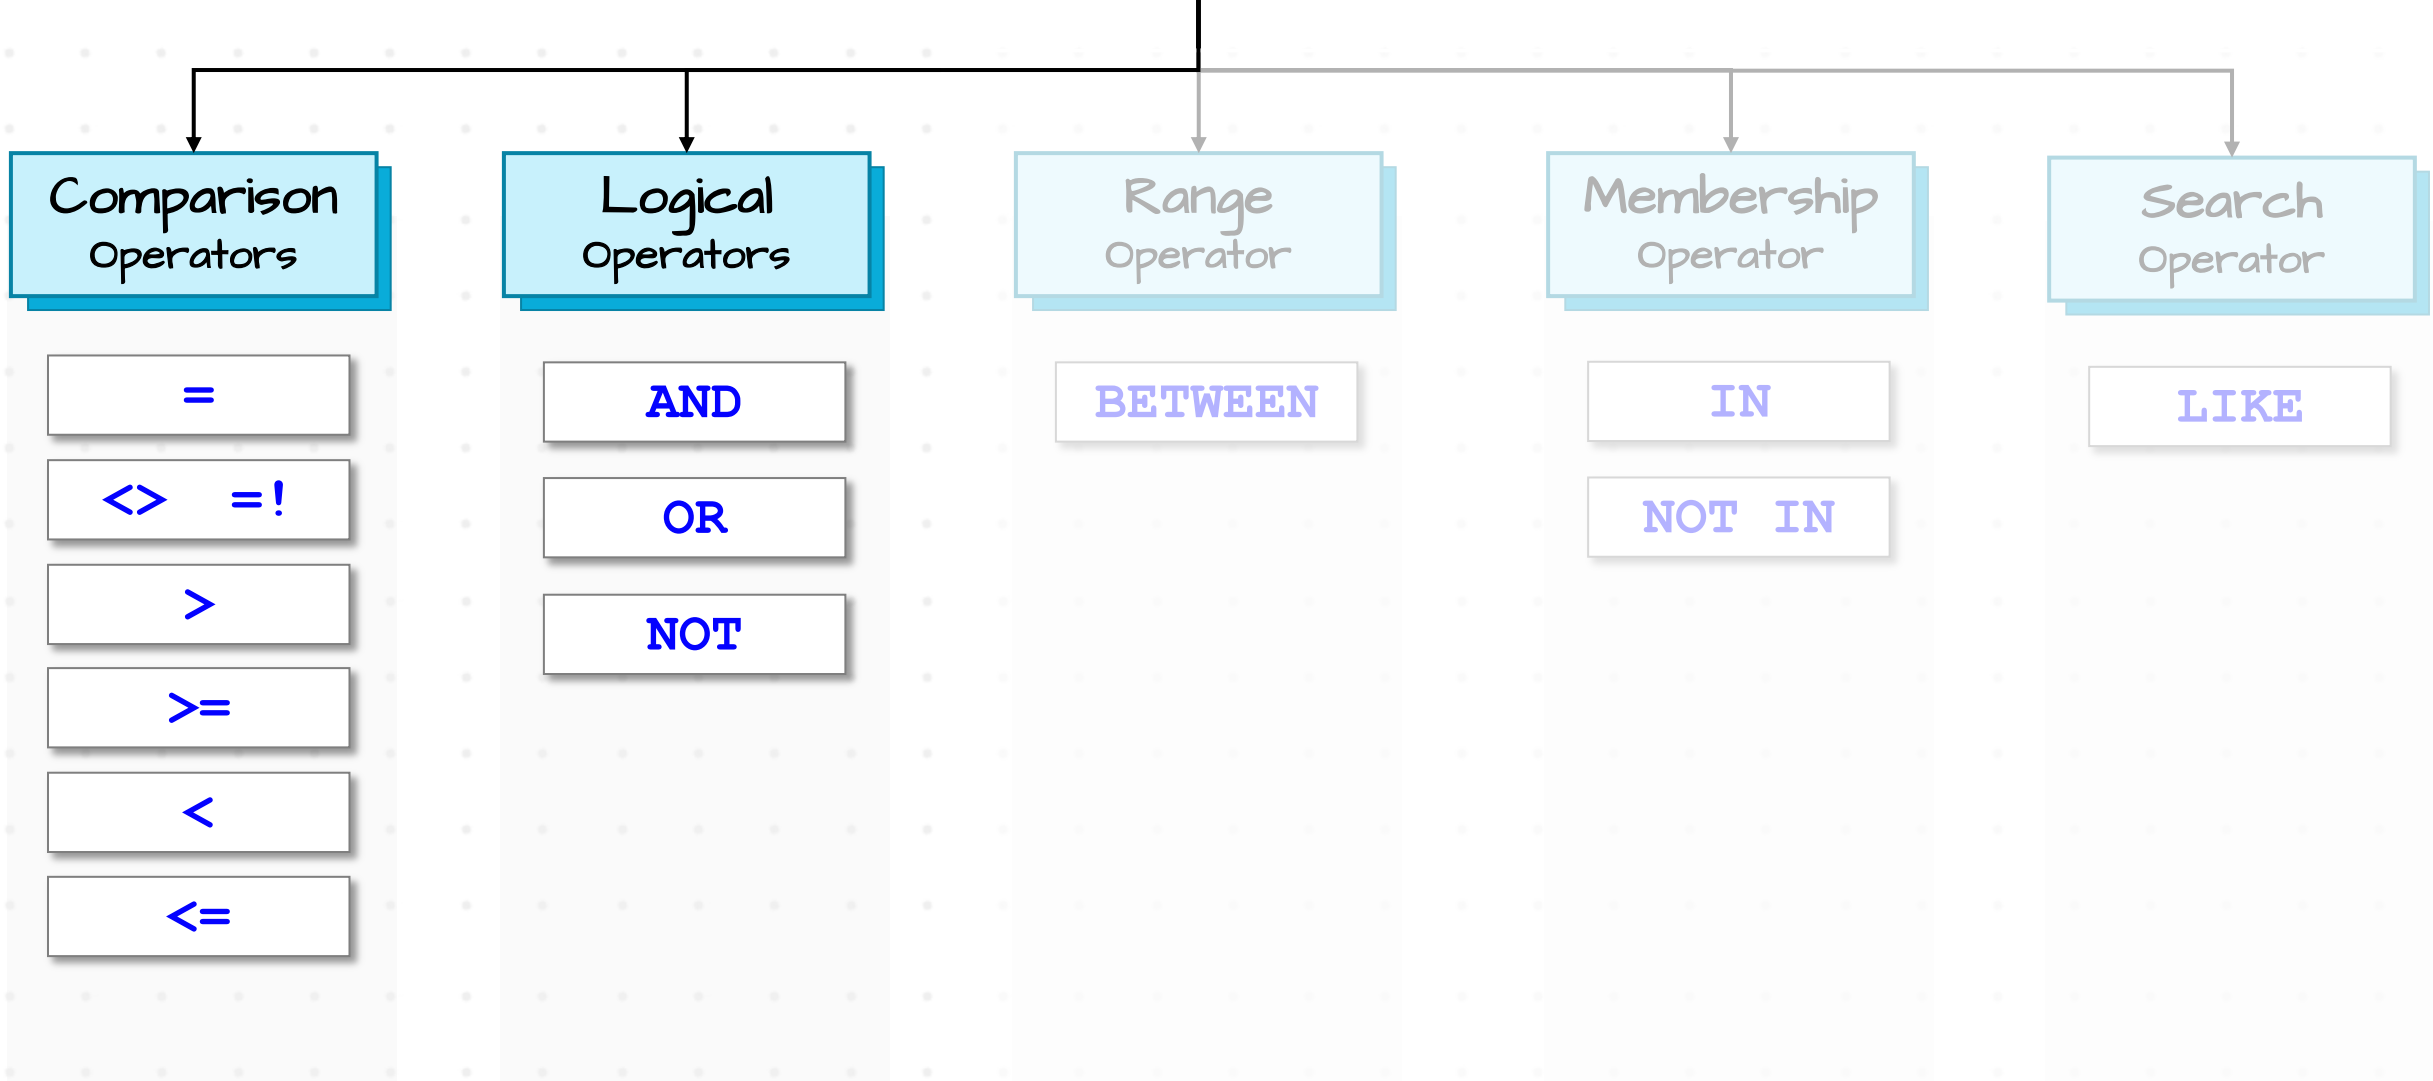 Comparison
Operators
=
<> =!
>
>=
<
<=
Logical
Operators
AND
OR
NOT
Range
Operator
BETWEEN
Membership
Operator
IN
NOT IN
Search
Operator
LIKE